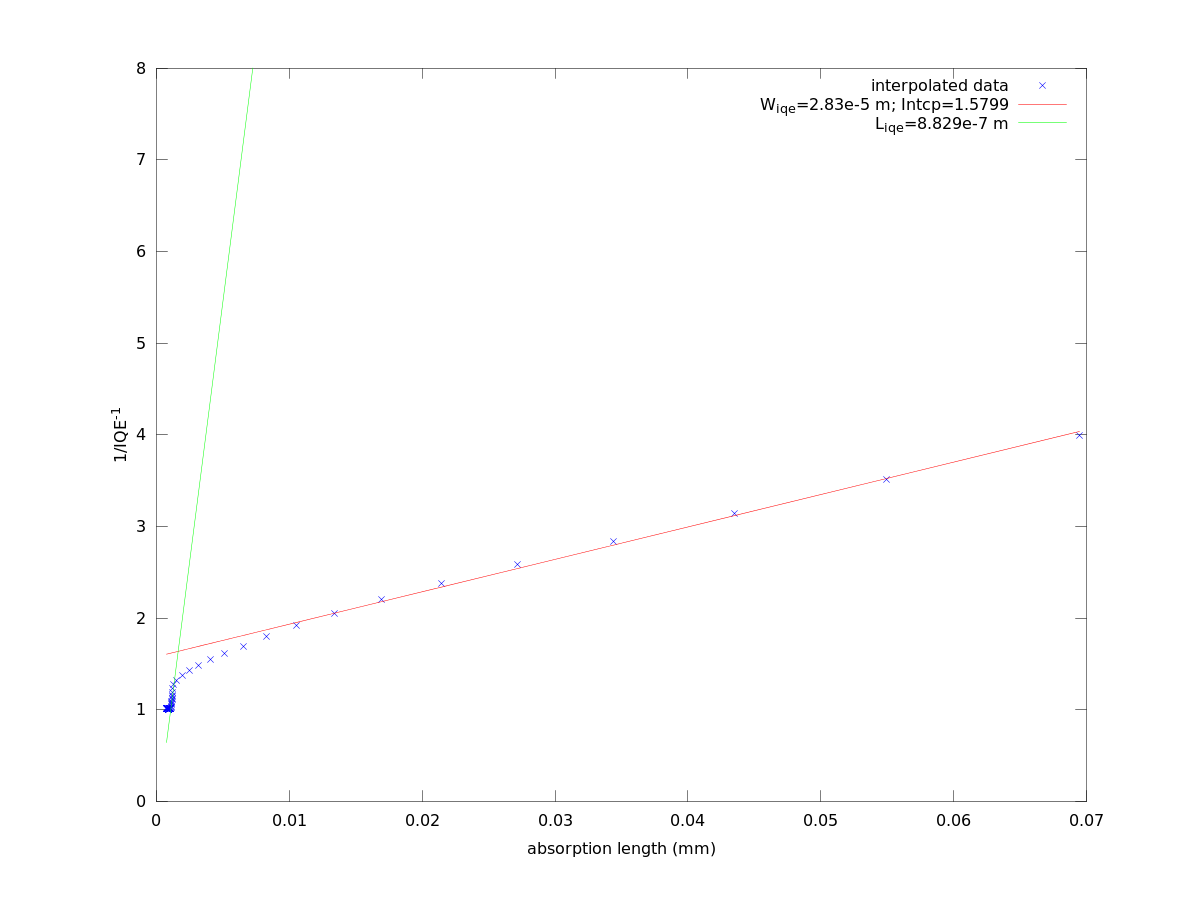 8
7
6
5
4
3
2
1
0
1/IQE-1
0 0.01 0.02 0.03 0.04 0.05 0.06 0.07
absorption length (mm)
interpolated data
Wiqe=2.83e-5 m; Intcp=1.5799
Liqe=8.829e-7 m